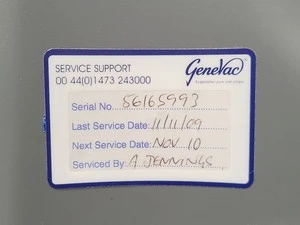 SERVICE SUPPORT
00 44(0)1473 243000
GeneVac
Serial No. 56165993
Last Service Date: 11/11/09
Next Service Date: NOV 10
Serviced By: A JENNINGS